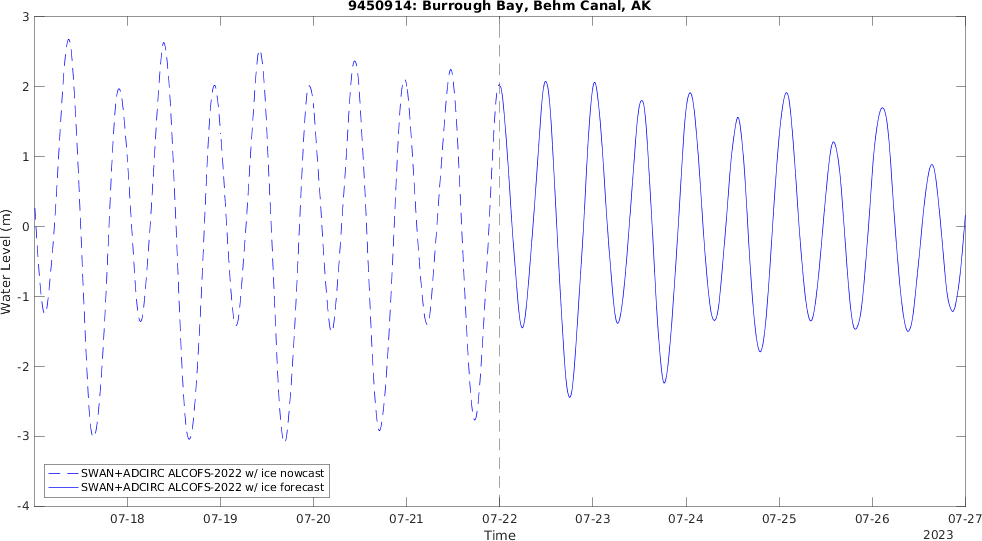 9450914: Burrough Bay, Behm Canal, AK
3
2
1
0
-1
-2
-3
-4
Water Level (m)
SWAN+ADCIRC ALCOFS-2022 w/ ice nowcast
SWAN+ADCIRC ALCOFS-2022 w/ ice forecast
07-18 07-19 07-20 07-21 07-22 07-23 07-24 07-25 07-26 07-27
Time
2023